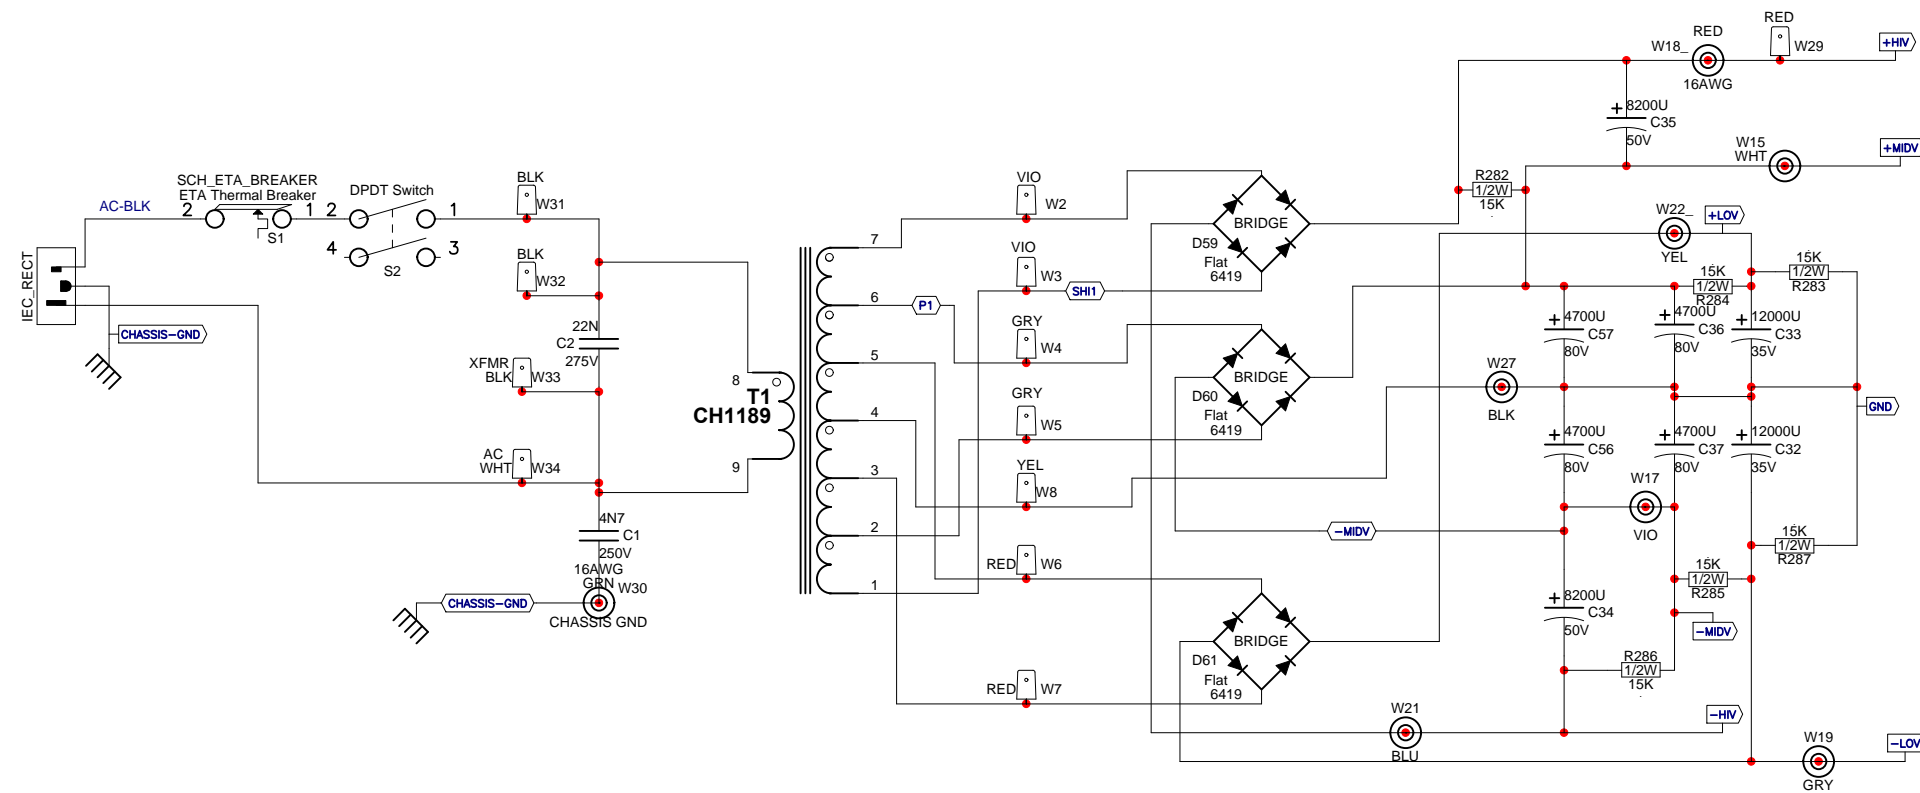 RED
RED
W18_
W29
+HIV
16AWG
+ 8200U
C35
50V
W15
WHT
+MIDV
SCH_ETA_BREAKER
ETA Thermal Breaker
DPDT Switch
AC-BLK
2
1
2
1
S1
4
3
S2
IEC_RECT
CHASSIS-GND
BLK
W31
BLK
W32
22N
C2
275V
XFMR
BLK
W33
AC
WHT
W34
4N7
C1
250V
16AWG
GRN
W30
CHASSIS-GND
CHASSIS GND
8
T1
CH1189
9
7
6
5
4
3
2
1
P1
VIO
W2
VIO
W3
SHI1
GRY
W4
GRY
W5
YEL
W8
RED
W6
RED
W7
BRIDGE
D59
Flat
6419
BRIDGE
D60
Flat
6419
BRIDGE
D61
Flat
6419
-MIDV
R282
1/2W
15K
W22_
+LOV
YEL
15K
1/2W
R284
15K
1/2W
R283
+ 4700U
C57
80V
+ 4700U
C36
80V
+ 12000U
C33
35V
W27
BLK
GND
+ 4700U
C56
80V
+ 4700U
C37
80V
+ 12000U
C32
35V
W17
VIO
15K
1/2W
R287
15K
1/2W
R285
+ 8200U
C34
50V
-MIDV
R286
1/2W
15K
W21
BLU
-HIV
W19
GRY
-LOV